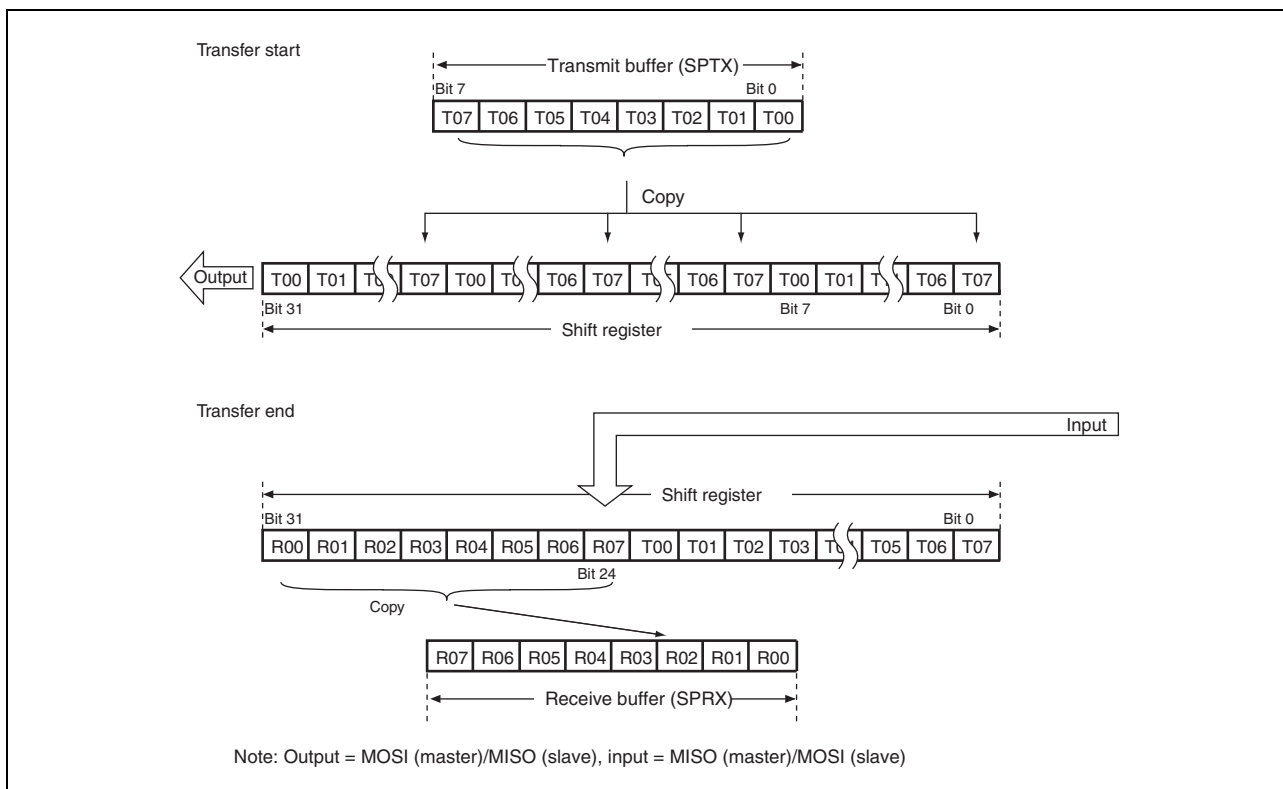 Transfer start
Transmit buffer (SPTX)
Bit 7 Bit 0
T07 T06 T05 T04 T03 T02 T01 T00
Copy
Output T00 T01 T07 T00 T06 T07 T06 T07 T00 T01 T06 T07
Bit 31 Bit 7 Bit 0
Shift register
Transfer end
Input
Shift register
Bit 31 Bit 0
R00 R01 R02 R03 R04 R05 R06 R07 T00 T01 T02 T03 T05 T06 T07
Bit 24
Copy
R07 R06 R05 R04 R03 R02 R01 R00
Receive buffer (SPRX)
Note: Output = MOSI (master)/MISO (slave), input = MISO (master)/MOSI (slave)